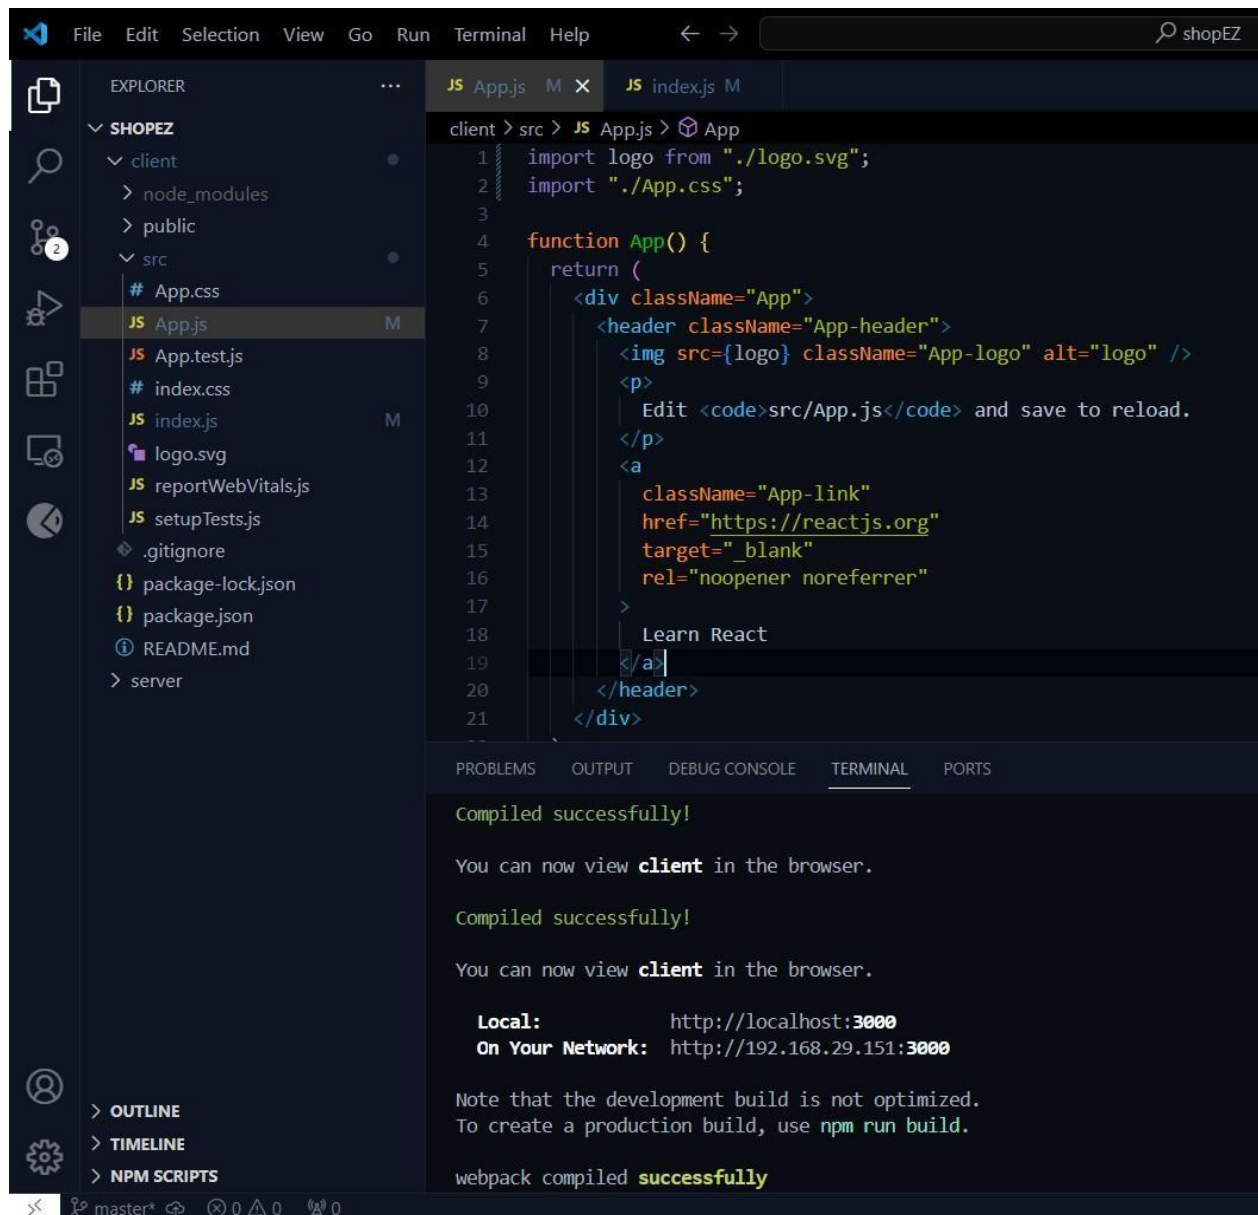 File Edit Selection View Go Run Terminal Help
shopEZ
EXPLORER
SHOPEZ
client
node_modules
public
src
# App.css
JS App.js M
JS App.test.js
# index.css
JS index.js M
logo.svg
JS reportWebVitals.js
JS setupTests.js
.gitignore
{} package-lock.json
{} package.json
README.md
server
OUTLINE
TIMELINE
NPM SCRIPTS
2
JS App.js M JS index.js M
client > src > JS App.js > App
1 import logo from "./logo.svg";
2 import "./App.css";
3
4 function App() {
5 return (
6 <div className="App">
7 <header className="App-header">
8 <img src={logo} className="App-logo" alt="logo" />
9 <p>
10 Edit <code>src/App.js</code> and save to reload.
11 </p>
12 <a
13 className="App-link"
14 href="https://reactjs.org"
15 target="_blank"
16 rel="noopener noreferrer"
17 >
18 Learn React
19 </a>
20 </header>
21 </div>
PROBLEMS OUTPUT DEBUG CONSOLE TERMINAL PORTS
Compiled successfully!
You can now view client in the browser.
Compiled successfully!
You can now view client in the browser.
Local: http://localhost:3000
On Your Network: http://192.168.29.151:3000
Note that the development build is not optimized.
To create a production build, use npm run build.
webpack compiled successfully
master* 0 0 0